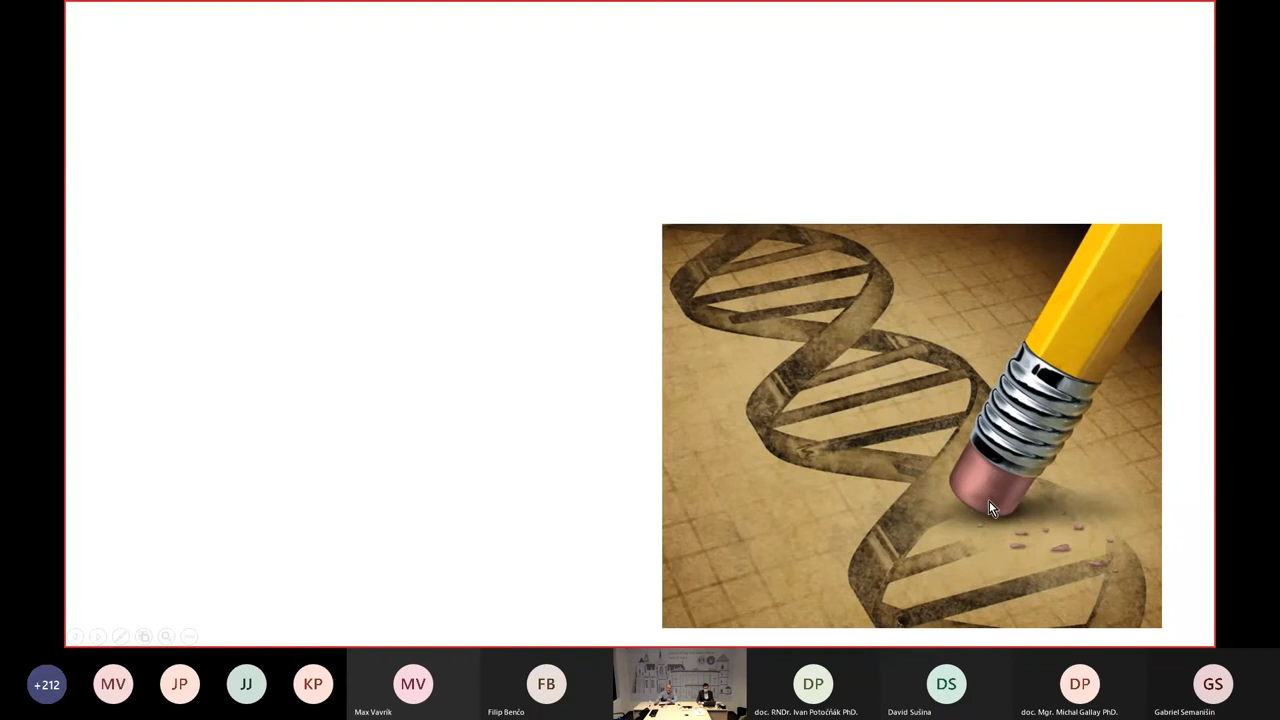 +212
MV
JP
JJ
KP
MV
Max Vavrík
FB
Filip Benčo
DP
doc. RNDr. Ivan Potočňák PhD.
DS
David Sušina
DP
doc. Mgr. Michal Gallay PhD.
GS
Gabriel Semanišin